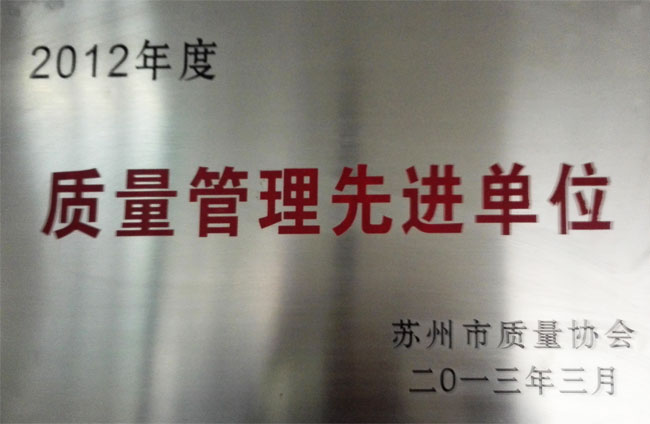 2012年度
质量管理先进单位
苏州市质量协会
二0一三年三月